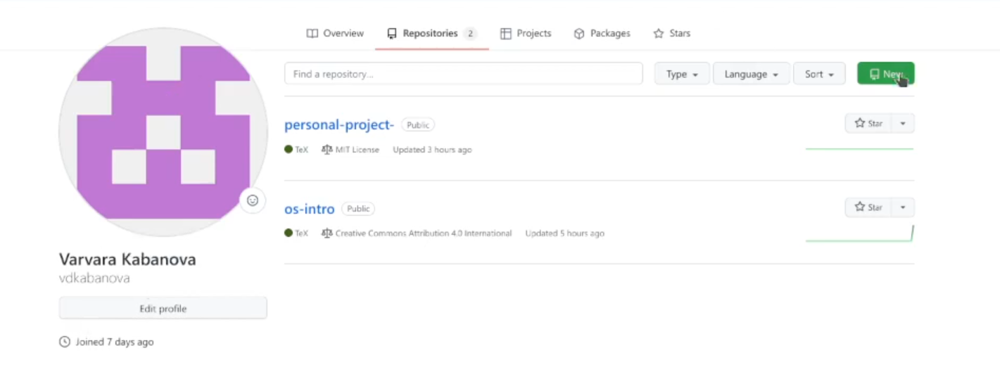 Overview Repositories 2 Projects Packages Stars
Find a repository... Type Language Sort New
personal-project- Public Star
TeX MIT License Updated 3 hours ago
os-intro Public Star
TeX Creative Commons Attribution 4.0 International Updated 5 hours ago
Varvara Kabanova
vdkabanova
Edit profile
Joined 7 days ago